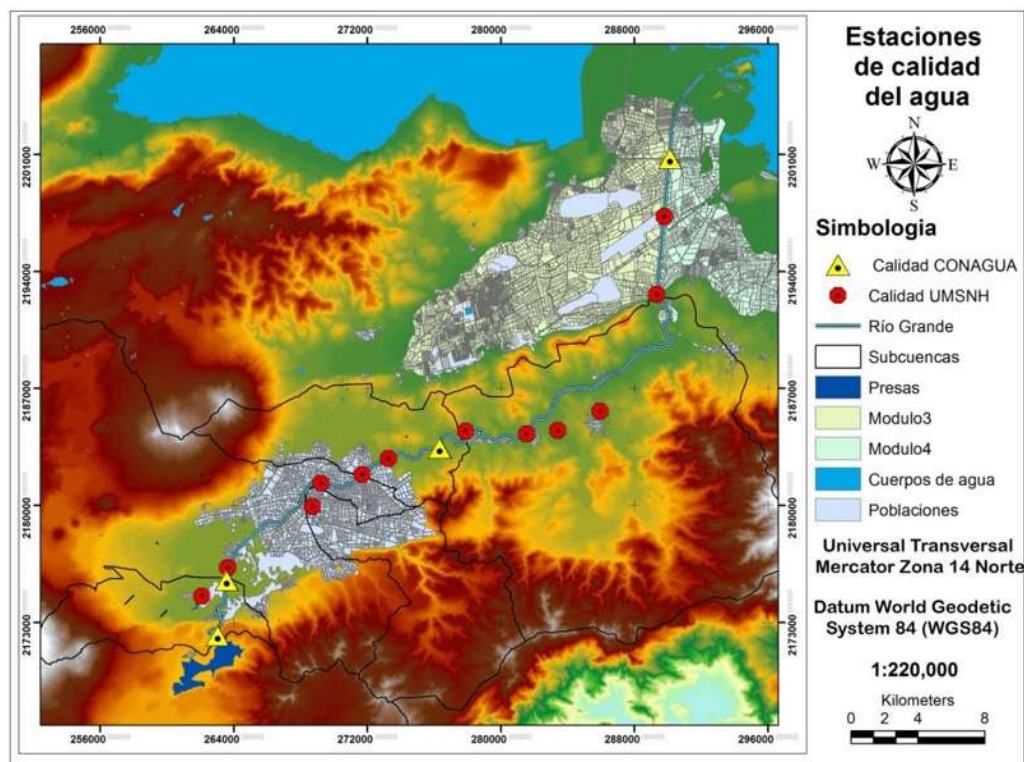 256000 264000 272000 280000 288000 296000
2201000
2194000
2187000
2180000
2173000
2201000
2194000
2187000
2180000
2173000
256000 264000 272000 280000 288000 296000
Estaciones
de calidad
del agua
N
W E
S
Simbologia
Calidad CONAGUA
Calidad UMSNH
Río Grande
Subcuencas
Presas
Modulo3
Modulo4
Cuerpos de agua
Poblaciones
Universal Transversal
Mercator Zona 14 Norte
Datum World Geodetic
System 84 (WGS84)
1:220,000
Kilometers
0 2 4 8